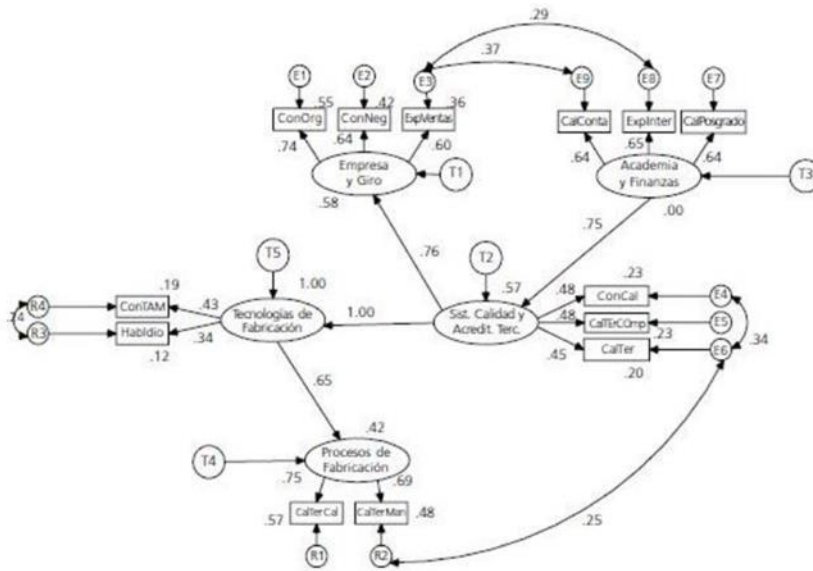 .29
.37
E1
E2
E3
E9
E8
E7
.55
.42
.36
ConOrg
ConNeg
ExpVentas
CalConta
ExpInter
CalPosgrado
.74
.64
.60
.64
.65
.64
Empresa
y Giro
T1
Academia
y Finanzas
T3
.58
.00
.75
.76
T5
T2
1.00
.57
.23
.19
.48
R4
ConTAM
.43
Tecnologías de
Fabricación
1.00
Sist. Calidad y
Acredit. Terc.
ConCal
E4
.24
.48
CalTErCOmp
E5
R3
HabIdio
.34
.23
.34
.45
CalTer
E6
.12
.20
.65
.42
T4
Procesos de
Fabricación
.75
.69
.57
CalTerCal
CalTerMan
.48
.25
R1
R2